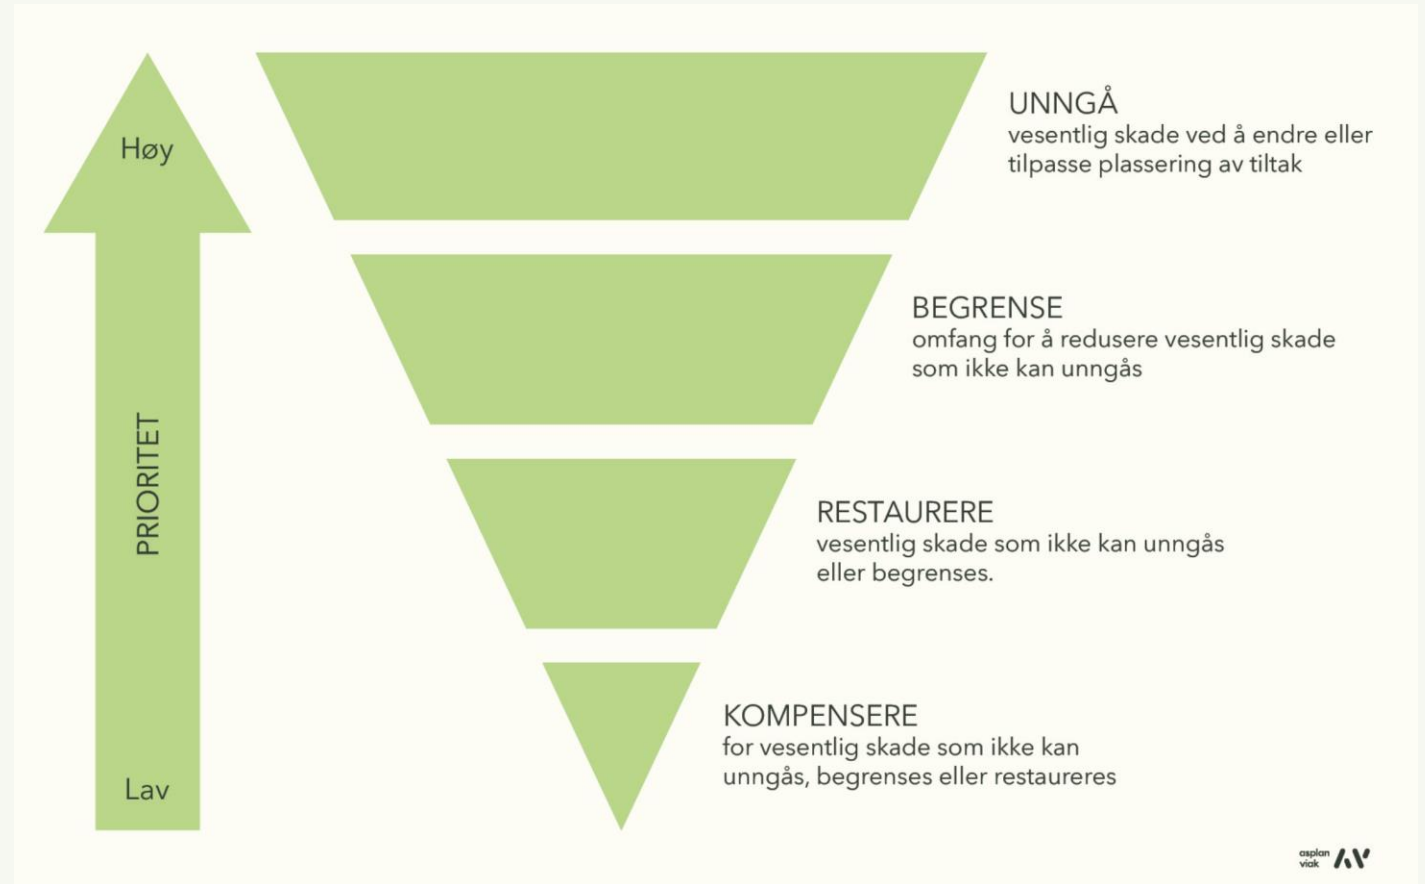 Høy
PRIORITET
Lav
UNNGÅ
vesentlig skade ved å endre eller
tilpasse plassering av tiltak
BEGRENSE
omfang for å redusere vesentlig skade
som ikke kan unngås
RESTAURERE
vesentlig skade som ikke kan unngås
eller begrenses.
KOMPENSERE
for vesentlig skade som ikke kan
unngås, begrenses eller restaureres
asplan
viak